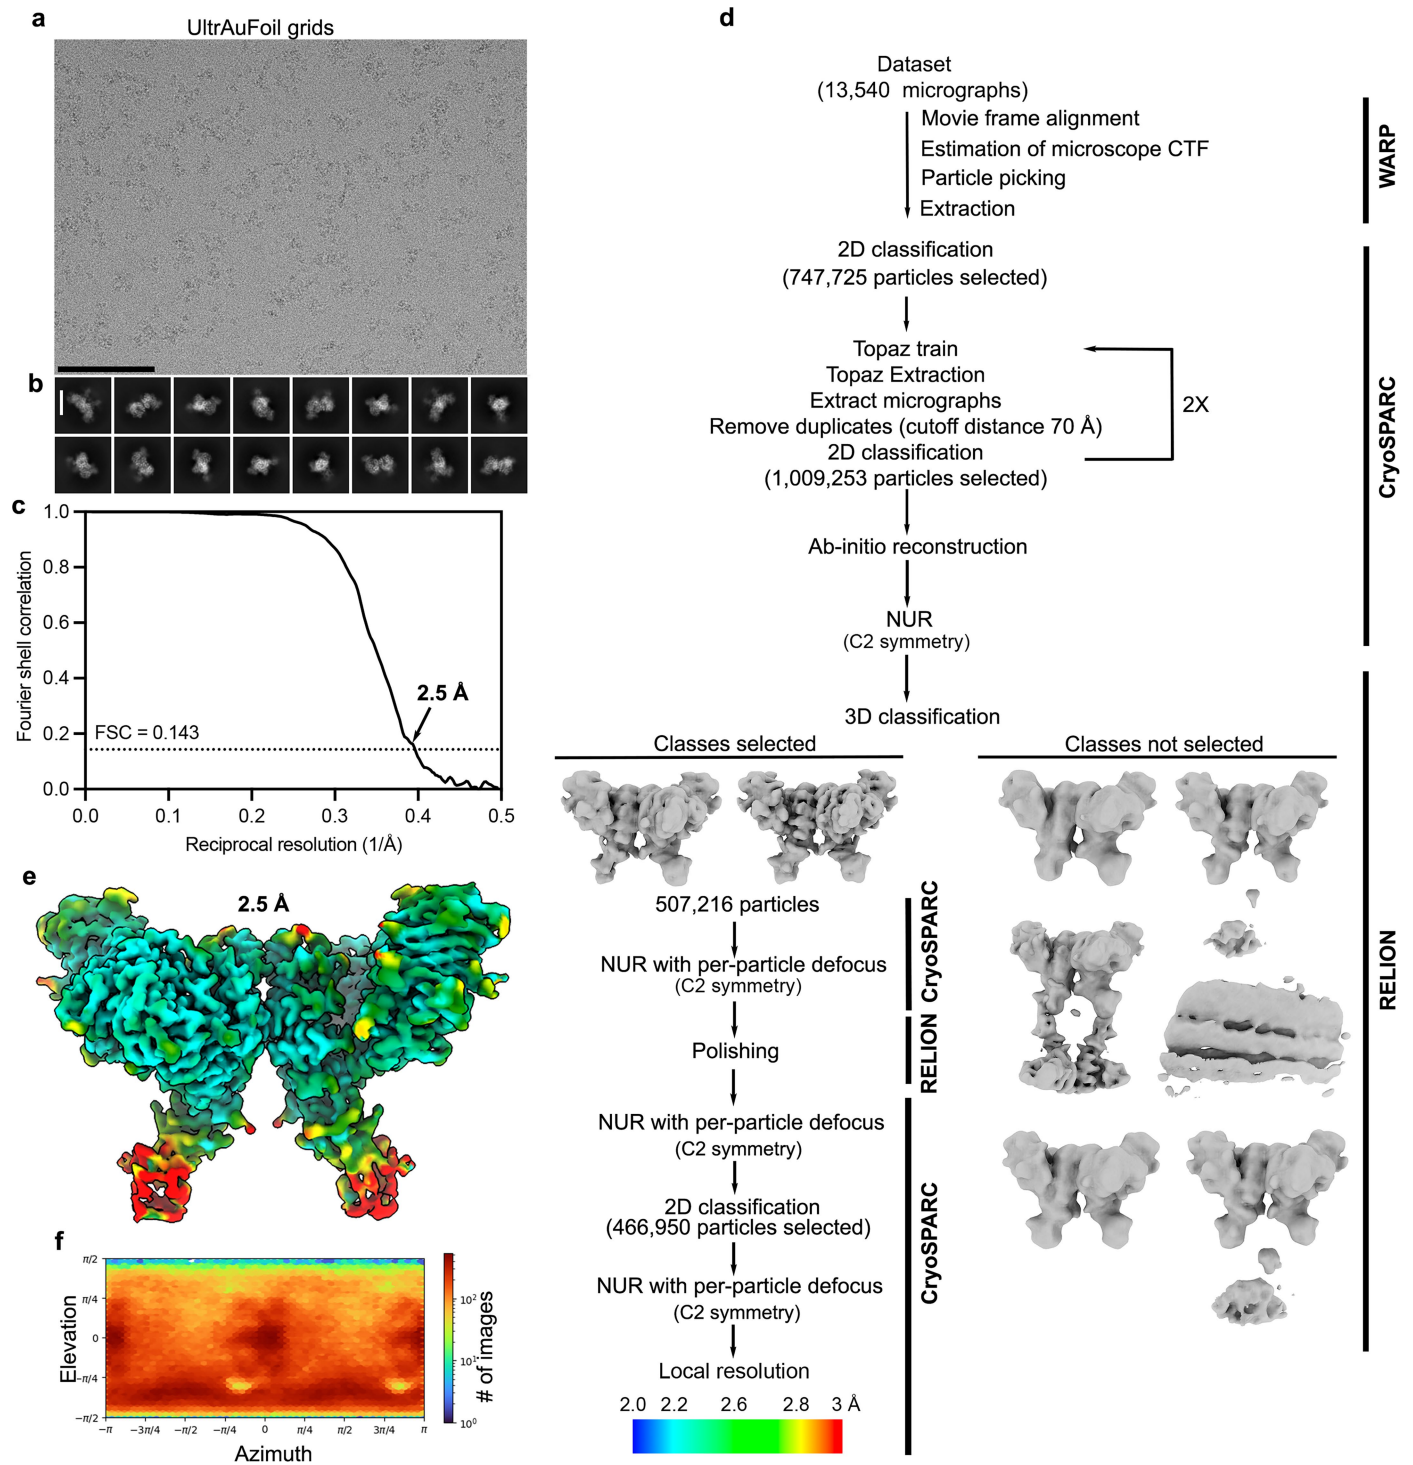 a
UltrAuFoil grids
b
c
1.0
0.8
0.6
0.4
0.2
0.0
Fourier shell correlation
FSC = 0.143
2.5 Å
0.0 0.1 0.2 0.3 0.4 0.5
Reciprocal resolution (1/Å)
d
Dataset
(13,540 micrographs)
Movie frame alignment
Estimation of microscope CTF
Particle picking
Extraction
WARP
2D classification
(747,725 particles selected)
Topaz train
Topaz Extraction
Extract micrographs
Remove duplicates (cutoff distance 70 Å)
2D classification
(1,009,253 particles selected)
2X
Ab-initio reconstruction
NUR
(C2 symmetry)
CryoSPARC
3D classification
Classes selected
Classes not selected
507,216 particles
NUR with per-particle defocus
(C2 symmetry)
CryoSPARC
Polishing
RELION
NUR with per-particle defocus
(C2 symmetry)
2D classification
(466,950 particles selected)
NUR with per-particle defocus
(C2 symmetry)
Local resolution
CryoSPARC
RELION
2.0 2.2 2.6 2.8 3 Å
e
2.5 Å
f
π/2
π/4
0
−π/4
−π/2
Elevation
−π −3π/4 −π/2 −π/4 0 π/4 π/2 3π/4 π
Azimuth
10²
10¹
10⁰
# of images